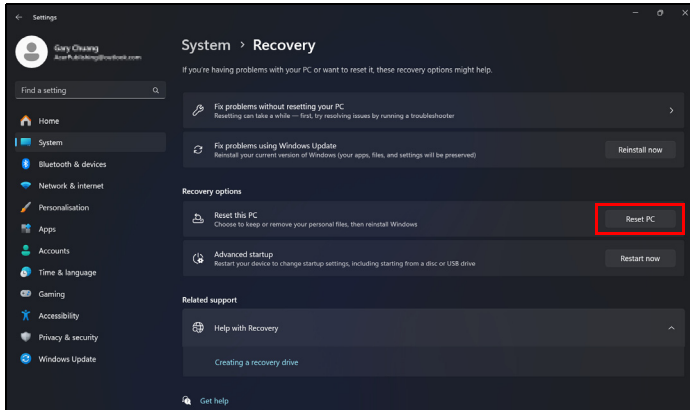 Settings
System > Recovery
Gary Chuang
If you're having problems with your PC or want to reset it, these recovery options might help.
Find a setting
Fix problems without resetting your PC
Resetting can take a while — first, try resolving issues by running a troubleshooter
Home
System
Fix problems using Windows Update
Reinstall your current version of Windows (your apps, files, and settings will be preserved)
Reinstall now
Bluetooth & devices
Network & internet
Recovery options
Personalisation
Reset this PC
Choose to keep or remove your personal files, then reinstall Windows
Reset PC
Apps
Accounts
Advanced startup
Restart your device to change startup settings, including starting from a disc or USB drive
Restart now
Time & language
Gaming
Related support
Accessibility
Help with Recovery
Privacy & security
Windows Update
Creating a recovery drive
Get help